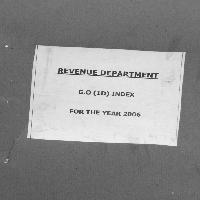 REVENUE DEPARTMENT
G.O (1D) INDEX
FOR THE YEAR 2006